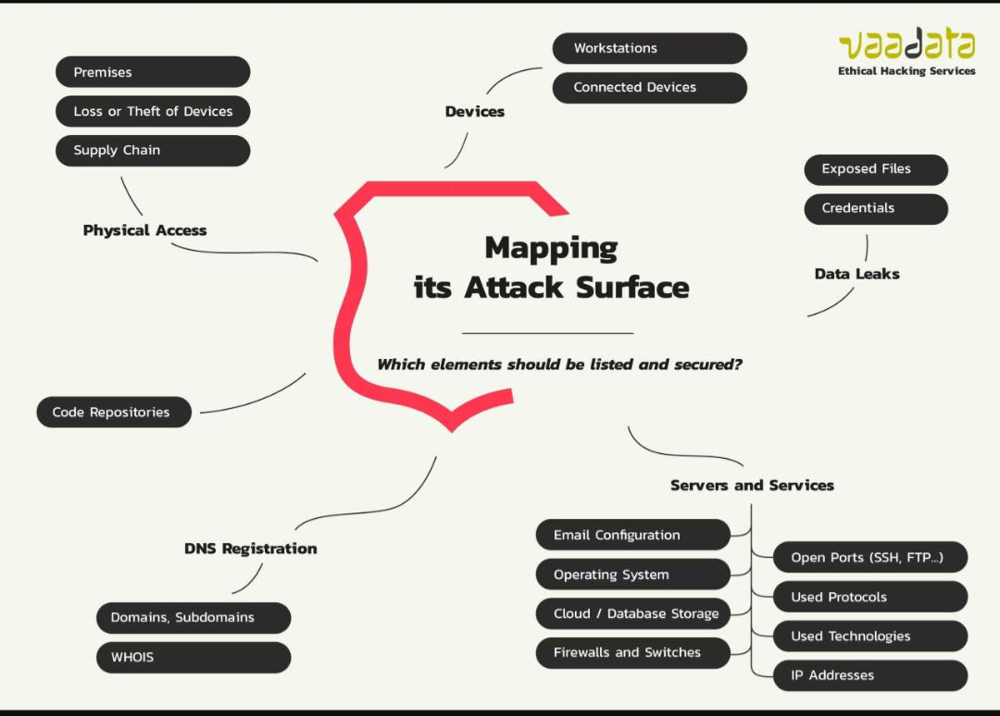 vaadata
Ethical Hacking Services
Workstations
Connected Devices
Devices
Premises
Loss or Theft of Devices
Supply Chain
Physical Access
Exposed Files
Credentials
Data Leaks
Mapping
its Attack Surface
Which elements should be listed and secured?
Code Repositories
DNS Registration
Domains, Subdomains
WHOIS
Servers and Services
Email Configuration
Operating System
Cloud / Database Storage
Firewalls and Switches
Open Ports (SSH, FTP...)
Used Protocols
Used Technologies
IP Addresses